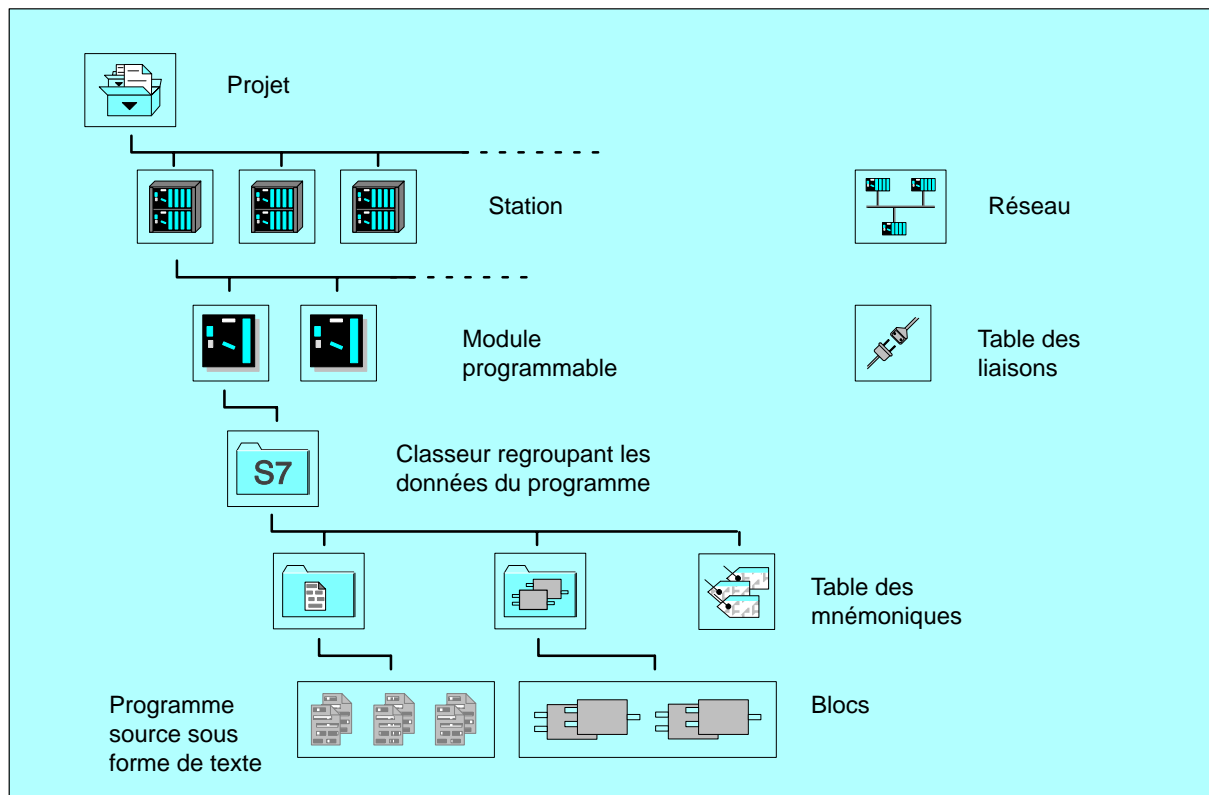 Projet
Station
Réseau
Module
programmable
Table des
liaisons
S7
Classeur regroupant les
données du programme
Table des
mnémoniques
Programme
source sous
forme de texte
Blocs